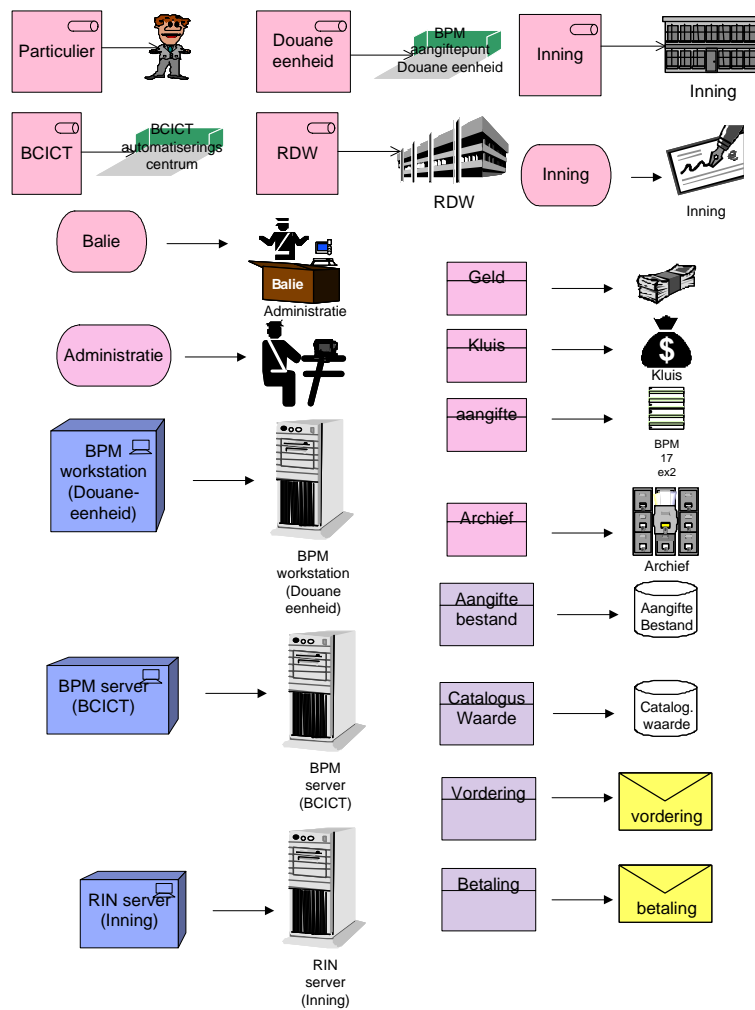 Particulier
Douane
eenheid
BPM
aangiftepunt
Douane eenheid
Inning
Inning
BCICT
BCICT
automatiserings
centrum
RDW
RDW
Inning
Inning
Balie
Balie
Administratie
Administratie
Geld
Kluis
$
Kluis
aangifte
BPM
17
ex2
BPM
workstation
(Douane-
eenheid)
BPM
workstation
(Douane
eenheid)
Archief
Archief
Aangifte
bestand
Aangifte
Bestand
BPM server
(BCICT)
BPM
server
(BCICT)
Catalogus
Waarde
Catalog.
waarde
Vordering
vordering
RIN server
(Inning)
RIN
server
(Inning)
Betaling
betaling